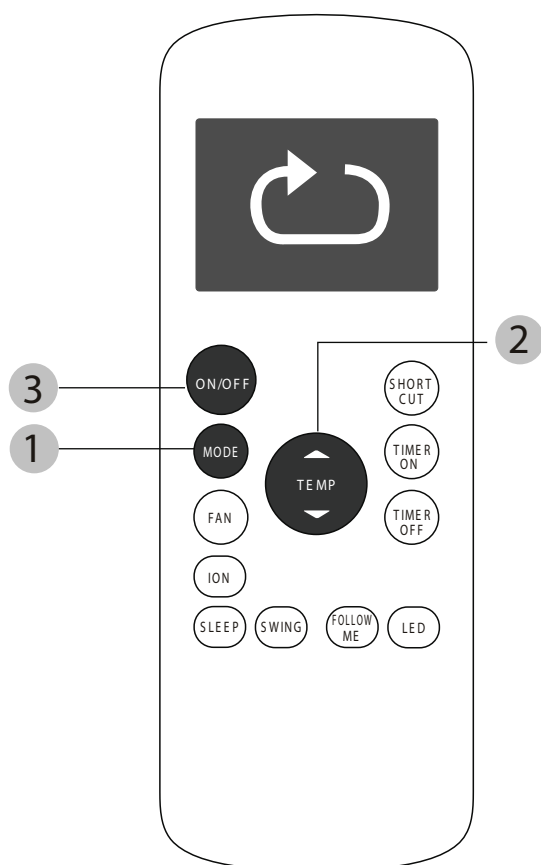 2
3
ON/OFF
SHORT
CUT
1
MODE
TEMP
TIMER
ON
FAN
TIMER
OFF
ION
SLEEP
SWING
FOLLOW
ME
LED